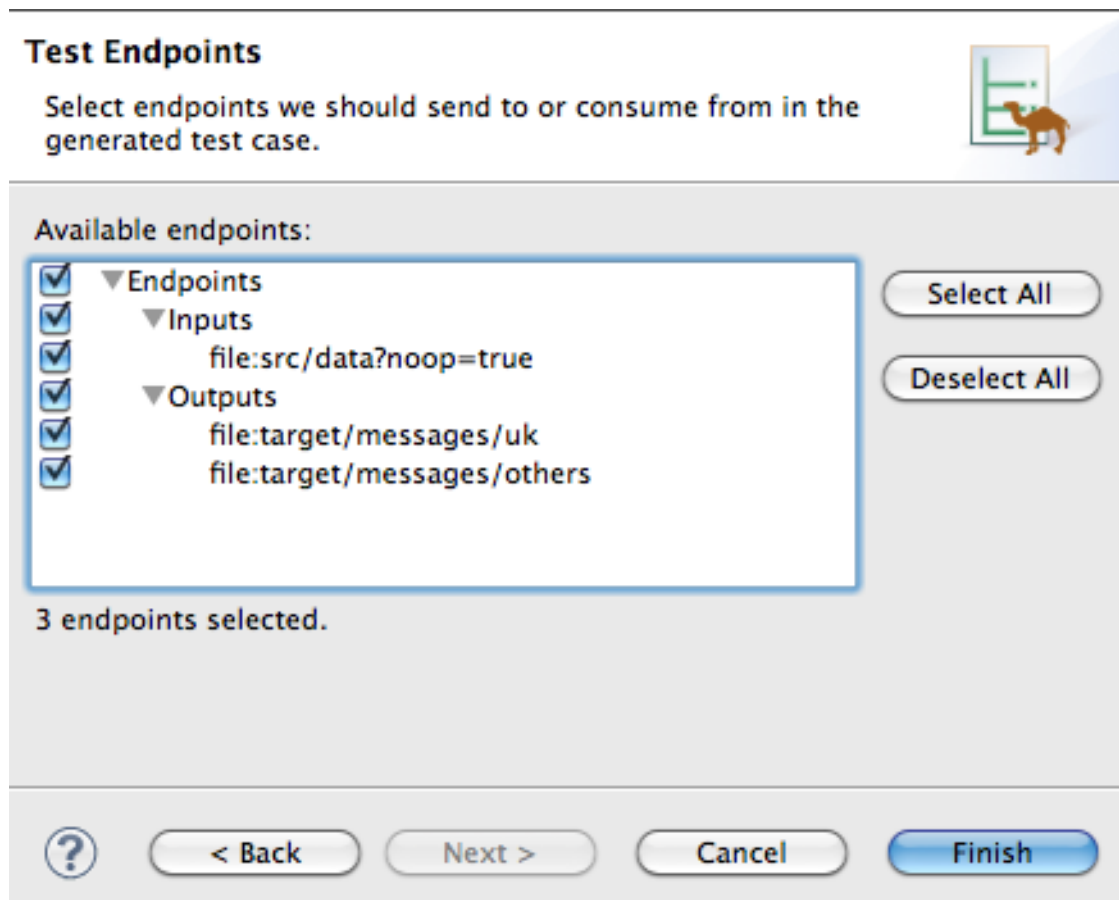 Test Endpoints
Select endpoints we should send to or consume from in the
generated test case.
Available endpoints:
Endpoints
Inputs
file:src/data?noop=true
Outputs
file:target/messages/uk
file:target/messages/others
Select All
Deselect All
3 endpoints selected.
?
< Back
Next >
Cancel
Finish